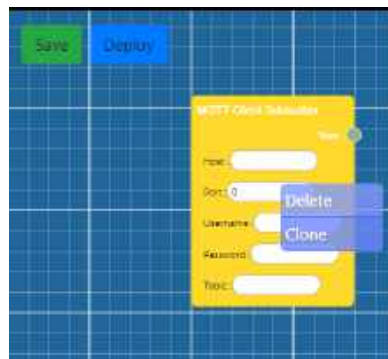 Save Deploy
MQTT Client Subscriber
Host:
Port: 0
Delete
Username:
Clone
Password:
Topic: